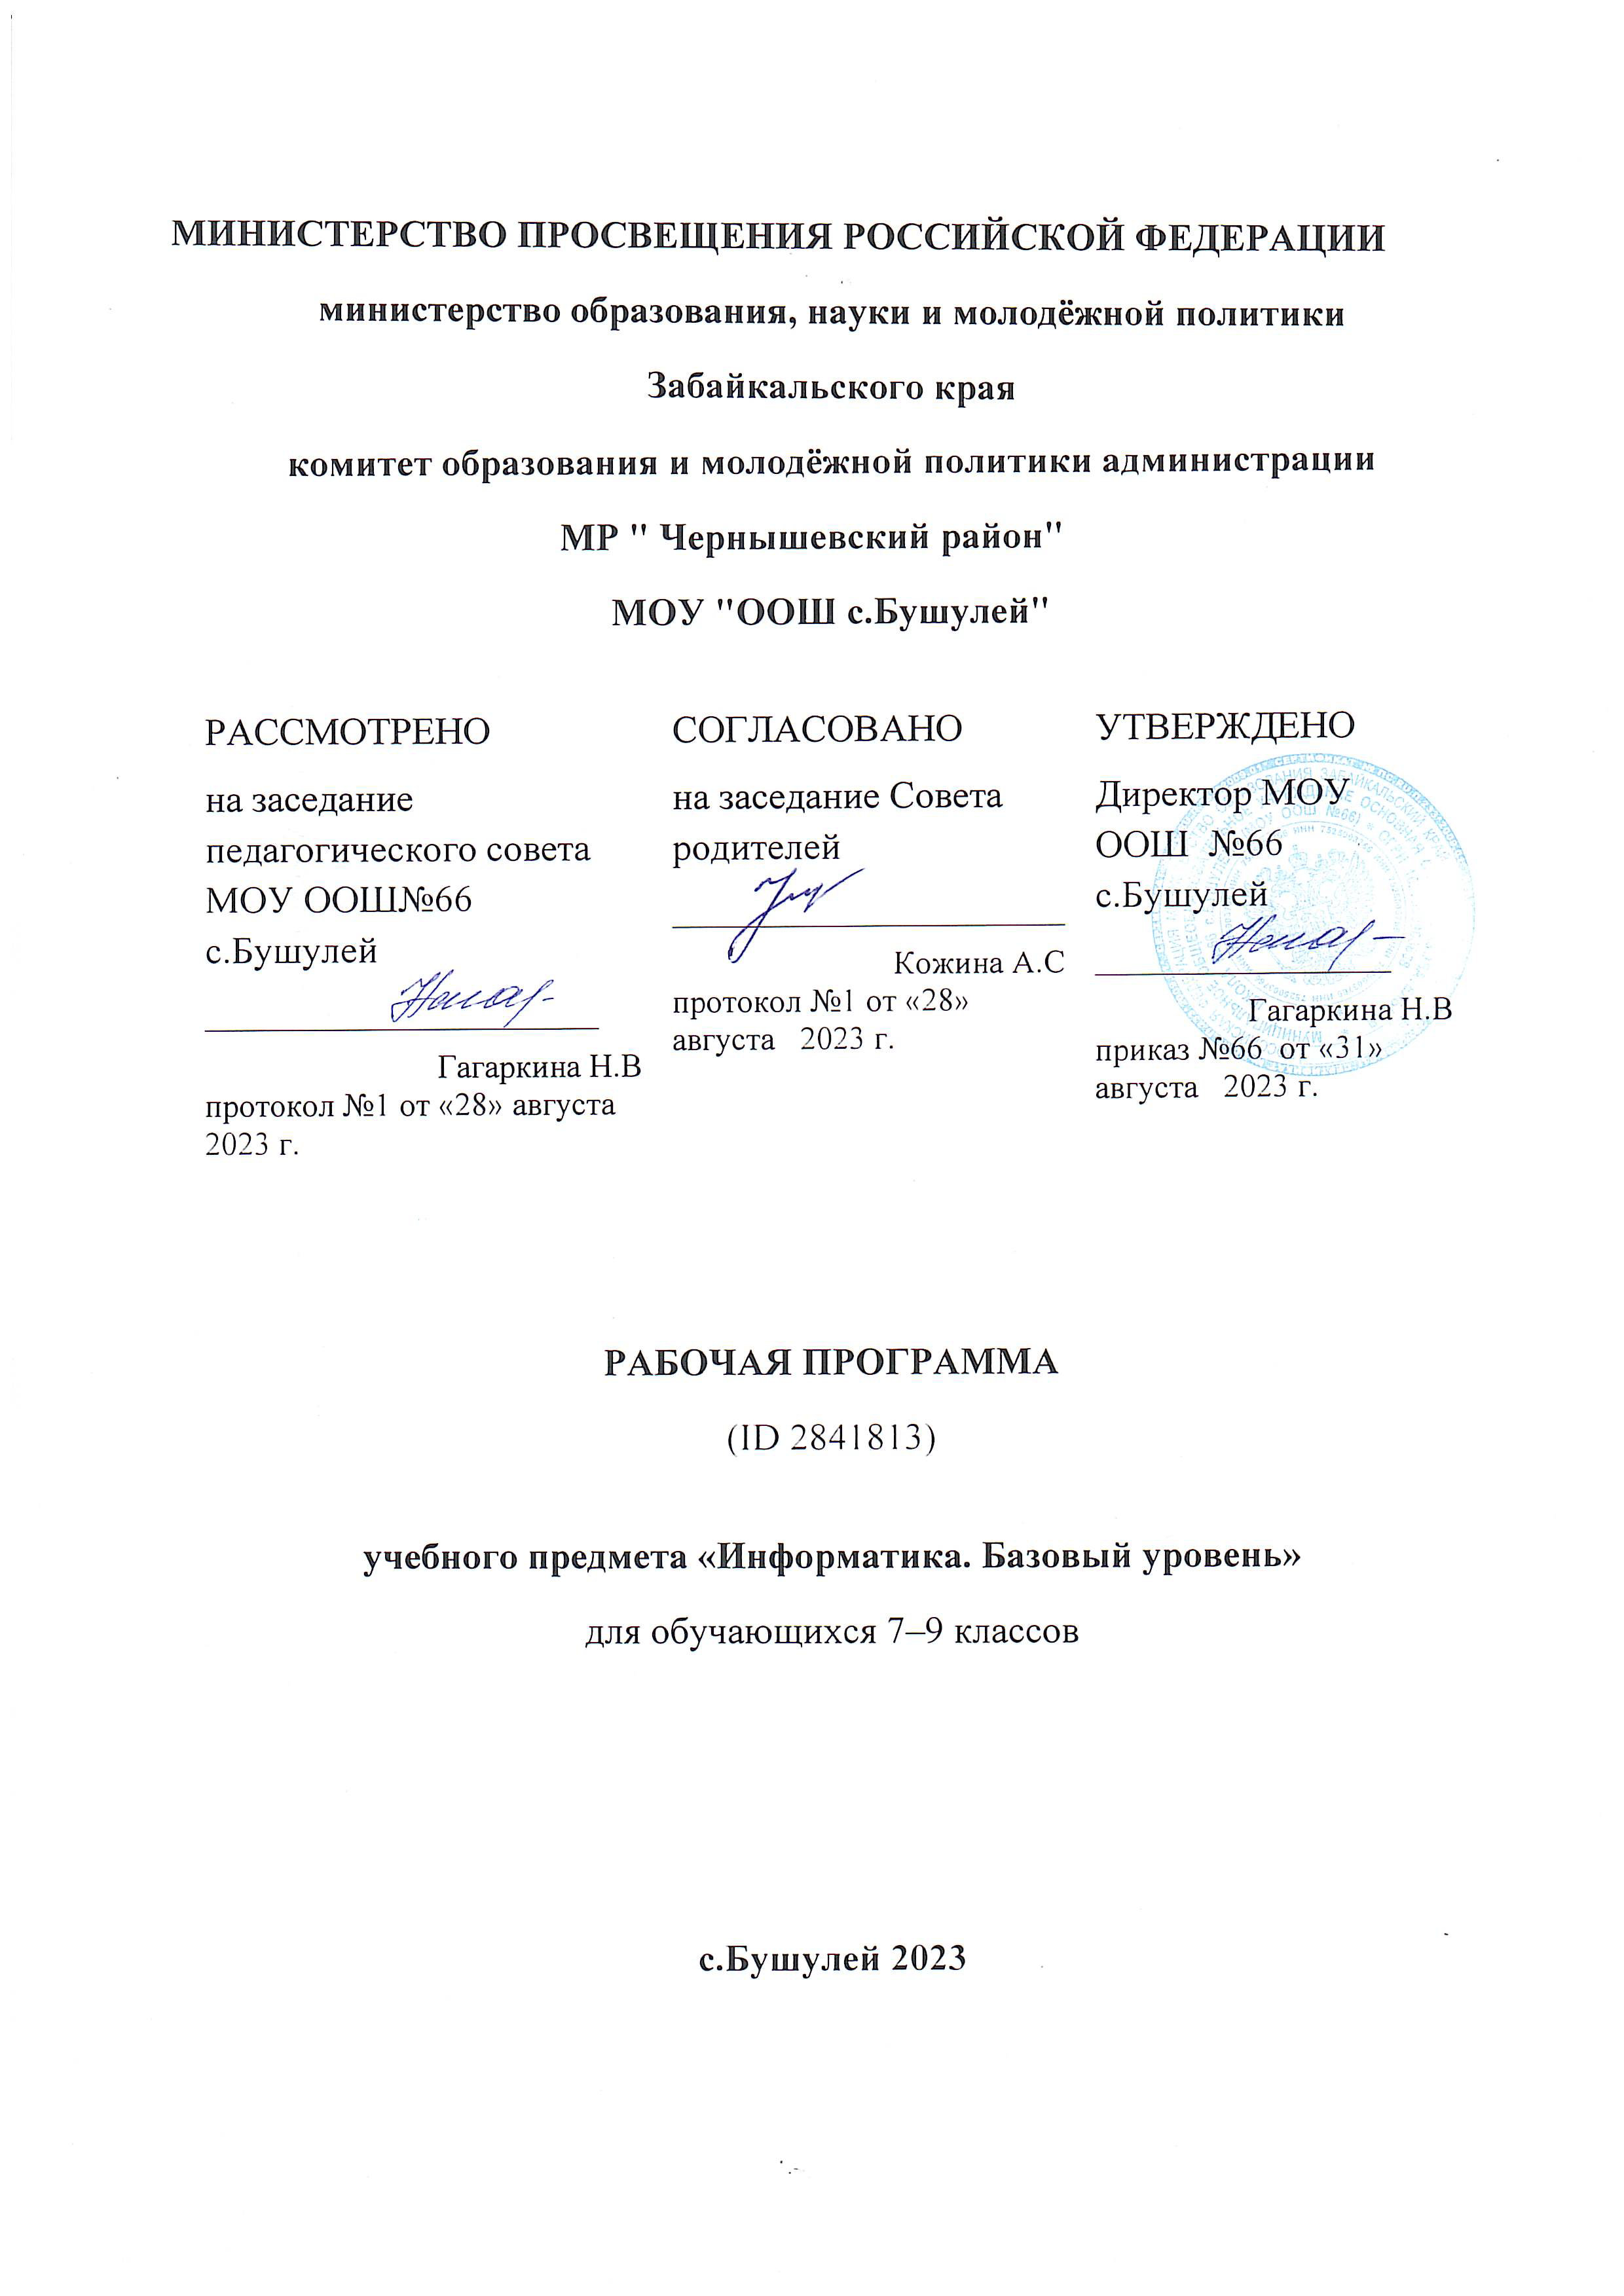 МИНИСТЕРСТВО ПРОСВЕЩЕНИЯ РОССИЙСКОЙ ФЕДЕРАЦИИ
министерство образования, науки и молодёжной политики
Забайкальского края
комитет образования и молодёжной политики администрации
МР " Чернышевский район"
МОУ "ООШ с.Бушулей"
РАССМОТРЕНО
на заседание
педагогического совета
МОУ ООШ№66
с.Бушулей
Гагаркина Н.В
протокол №1 от «28» августа
2023 г.
СОГЛАСОВАНО
на заседание Совета
родителей
Кожина А.С
протокол №1 от «28»
августа 2023 г.
УТВЕРЖДЕНО
Директор МОУ
ООШ №66
с.Бушулей
Гагаркина Н.В
приказ №66 от «31»
августа 2023 г.
РАБОЧАЯ ПРОГРАММА
(ID 2841813)
учебного предмета «Информатика. Базовый уровень»
для обучающихся 7–9 классов
с.Бушулей 2023